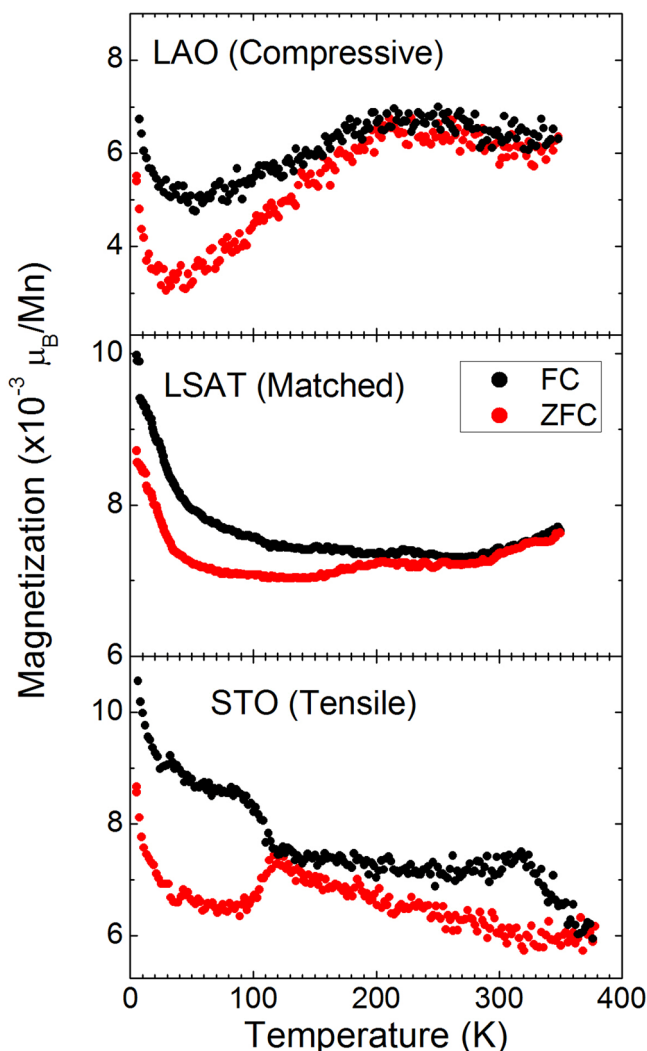 Magnetization (x10⁻³ μ_B/Mn)
LAO (Compressive)
8
6
4
LSAT (Matched)
FC
ZFC
10
8
6
STO (Tensile)
10
8
6
0 100 200 300 400
Temperature (K)